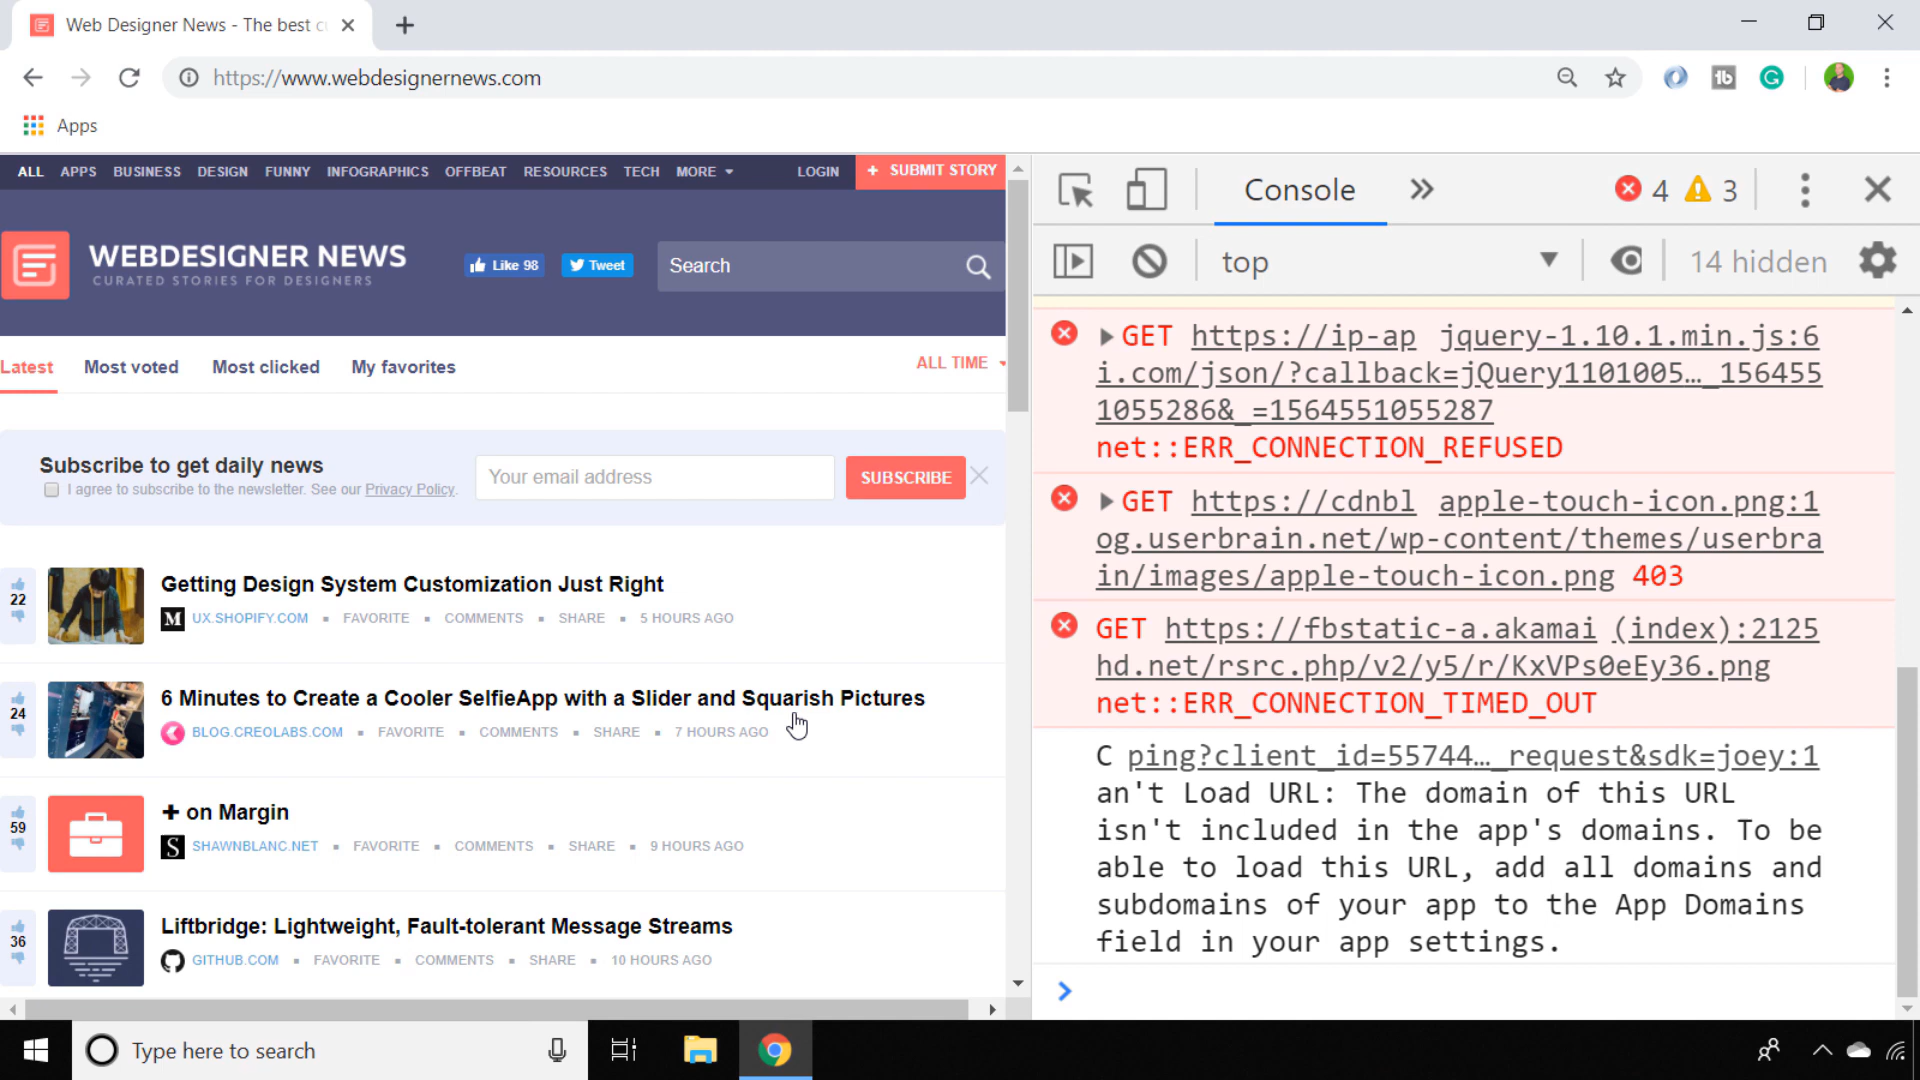 Web Designer News - The best c
https://www.webdesignernews.com
Apps
ALL APPS BUSINESS DESIGN FUNNY INFOGRAPHICS OFFBEAT RESOURCES TECH MORE LOGIN + SUBMIT STORY
WEBDESIGNER NEWS
CURATED STORIES FOR DESIGNERS
Like 98 Tweet Search
Latest Most voted Most clicked My favorites ALL TIME
Subscribe to get daily news
I agree to subscribe to the newsletter. See our Privacy Policy.
Your email address SUBSCRIBE
22
Getting Design System Customization Just Right
M UX.SHOPIFY.COM ▪ FAVORITE ▪ COMMENTS ▪ SHARE ▪ 5 HOURS AGO
24
6 Minutes to Create a Cooler SelfieApp with a Slider and Squarish Pictures
BLOG.CREOLABS.COM ▪ FAVORITE ▪ COMMENTS ▪ SHARE ▪ 7 HOURS AGO
59
+ on Margin
S SHAWNBLANC.NET ▪ FAVORITE ▪ COMMENTS ▪ SHARE ▪ 9 HOURS AGO
36
Liftbridge: Lightweight, Fault-tolerant Message Streams
GITHUB.COM ▪ FAVORITE ▪ COMMENTS ▪ SHARE ▪ 10 HOURS AGO
Console » 4 3
top 14 hidden
GET https://ip-ap jquery-1.10.1.min.js:6
i.com/json/?callback=jQuery1101005…_156455
1055286&_=1564551055287
net::ERR_CONNECTION_REFUSED
GET https://cdnbl apple-touch-icon.png:1
og.userbrain.net/wp-content/themes/userbra
in/images/apple-touch-icon.png 403
GET https://fbstatic-a.akamai (index):2125
hd.net/rsrc.php/v2/y5/r/KxVPs0eEy36.png
net::ERR_CONNECTION_TIMED_OUT
C ping?client_id=55744…_request&sdk=joey:1
an't Load URL: The domain of this URL
isn't included in the app's domains. To be
able to load this URL, add all domains and
subdomains of your app to the App Domains
field in your app settings.
Type here to search